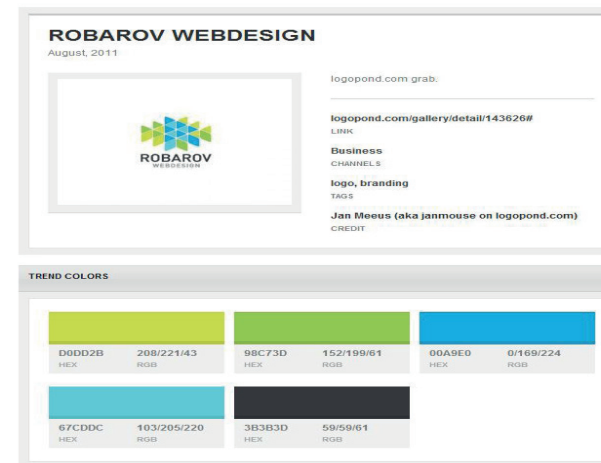 ROBAROV WEBDESIGN
August, 2011
ROBAROV
WEBDESIGN
logopond.com grab.
logopond.com/gallery/detail/143626#
LINK
Business
CHANNELS
logo, branding
TAGS
Jan Meeus (aka janmouse on logopond.com)
CREDIT
TREND COLORS
D0DD2B 208/221/43
HEX RGB
98C73D 152/199/61
HEX RGB
00A9E0 0/169/224
HEX RGB
67CDDC 103/205/220
HEX RGB
3B3B3D 59/59/61
HEX RGB